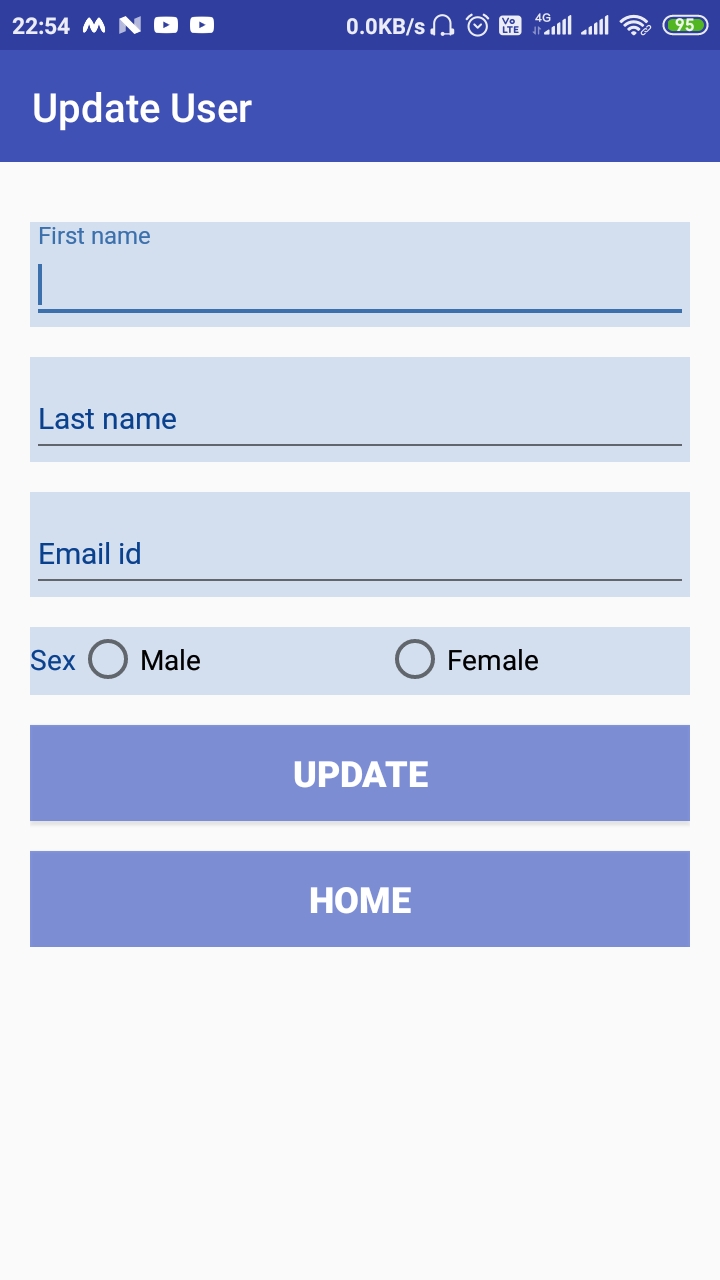 22:54 0.0KB/s Vo LTE 4G 95
Update User
First name
Last name
Email id
Sex Male Female
UPDATE
HOME